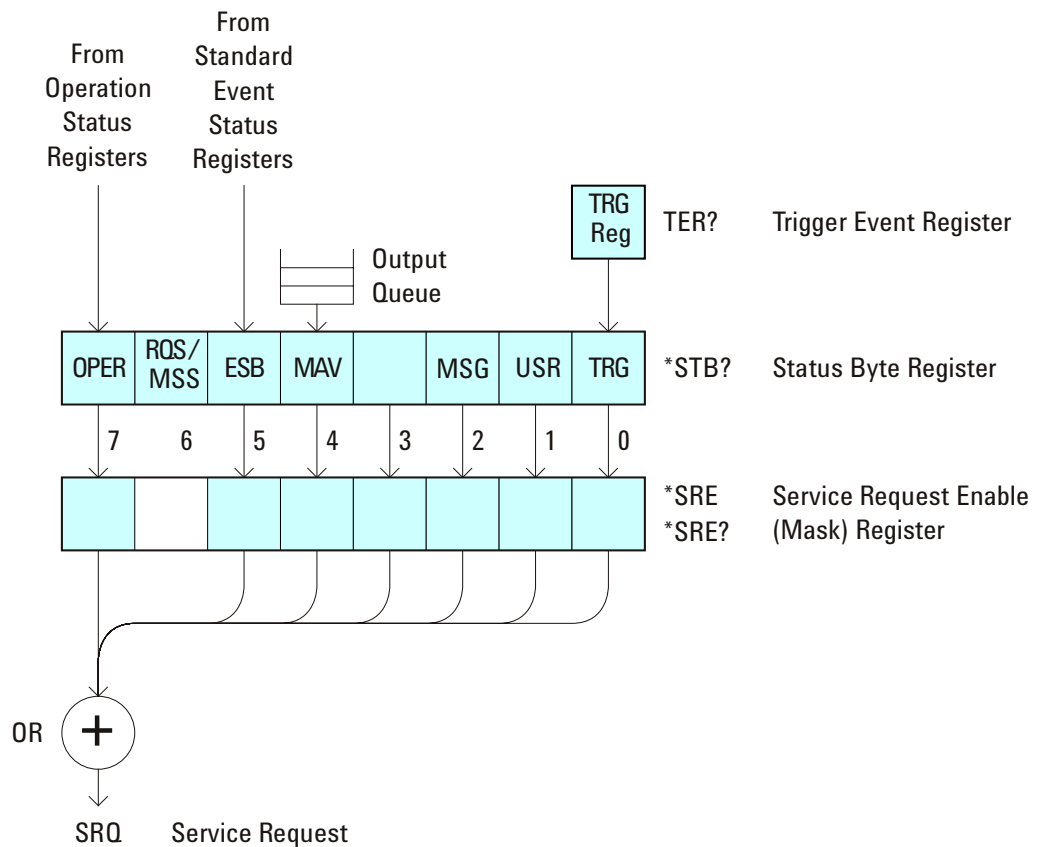 From
Operation
Status
Registers
From
Standard
Event
Status
Registers
TRG
Reg
TER? Trigger Event Register
Output
Queue
OPER RQS/
MSS ESB MAV MSG USR TRG *STB? Status Byte Register
7 6 5 4 3 2 1 0
*SRE Service Request Enable
*SRE? (Mask) Register
OR +
SRQ Service Request